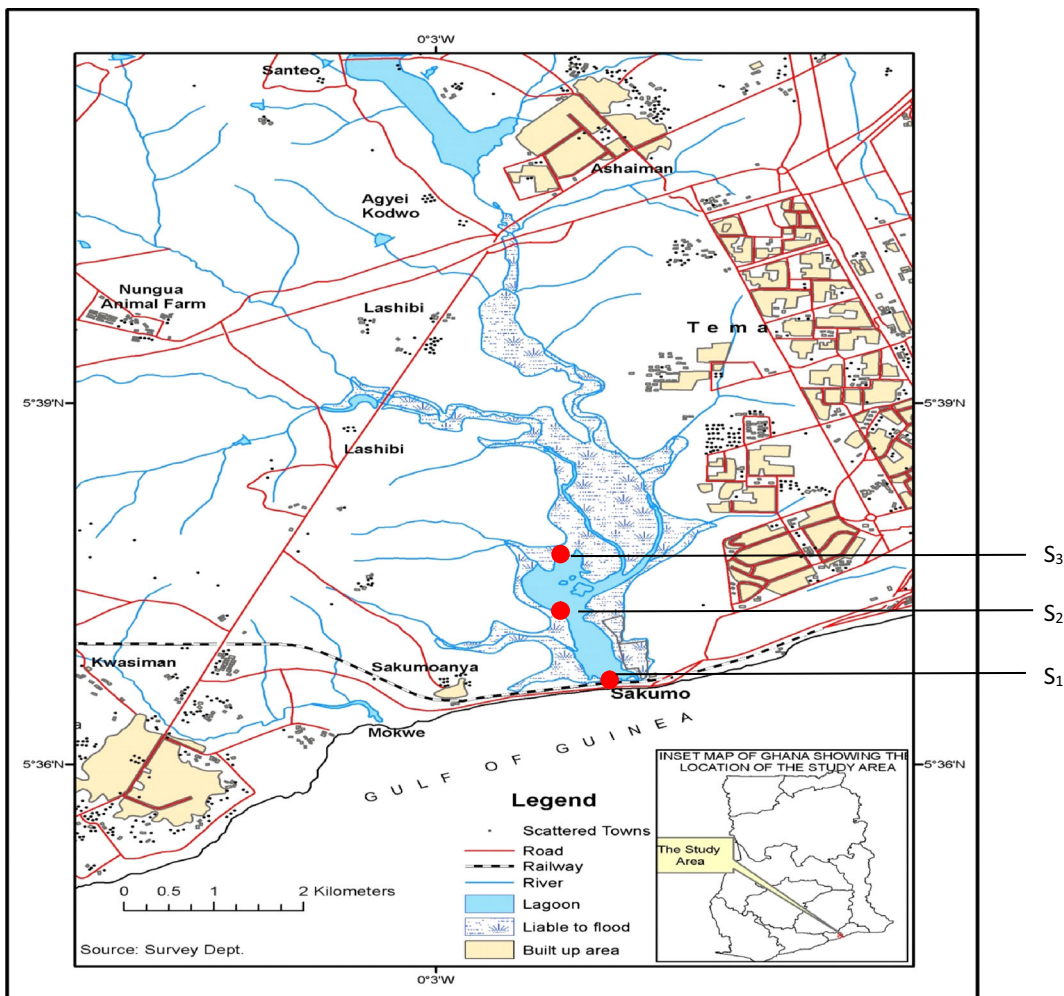 0°3'W
Santeo
Ashaiman
Agyei
Kodwo
Nungua
Animal Farm
Lashibi
Tema
5°39'N
5°39'N
Lashibi
S3
S2
Kwasiman
Sakumoanya
S1
Sakumo
a
Mokwe
GULF OF GUINEA
5°36'N
5°36'N
INSET MAP OF GHANA SHOWING THE
LOCATION OF THE STUDY AREA
The Study
Area
Legend
Scattered Towns
Road
Railway
River
Lagoon
Liable to flood
Built up area
0 0.5 1 2 Kilometers
Source: Survey Dept.
0°3'W